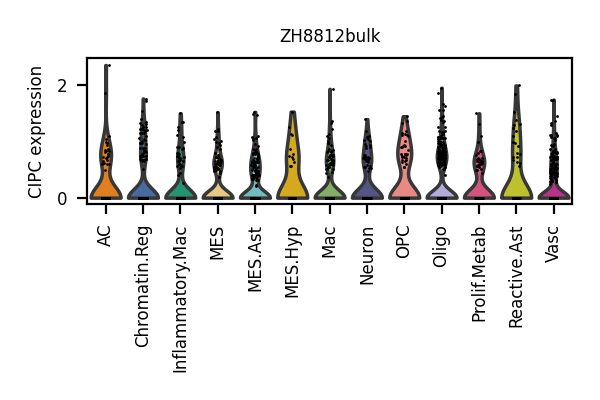 ZH8812bulk
CIPC expression
2
0
AC
Chromatin.Reg
Inflammatory.Mac
MES
MES.Ast
MES.Hyp
Mac
Neuron
OPC
Oligo
Prolif.Metab
Reactive.Ast
Vasc